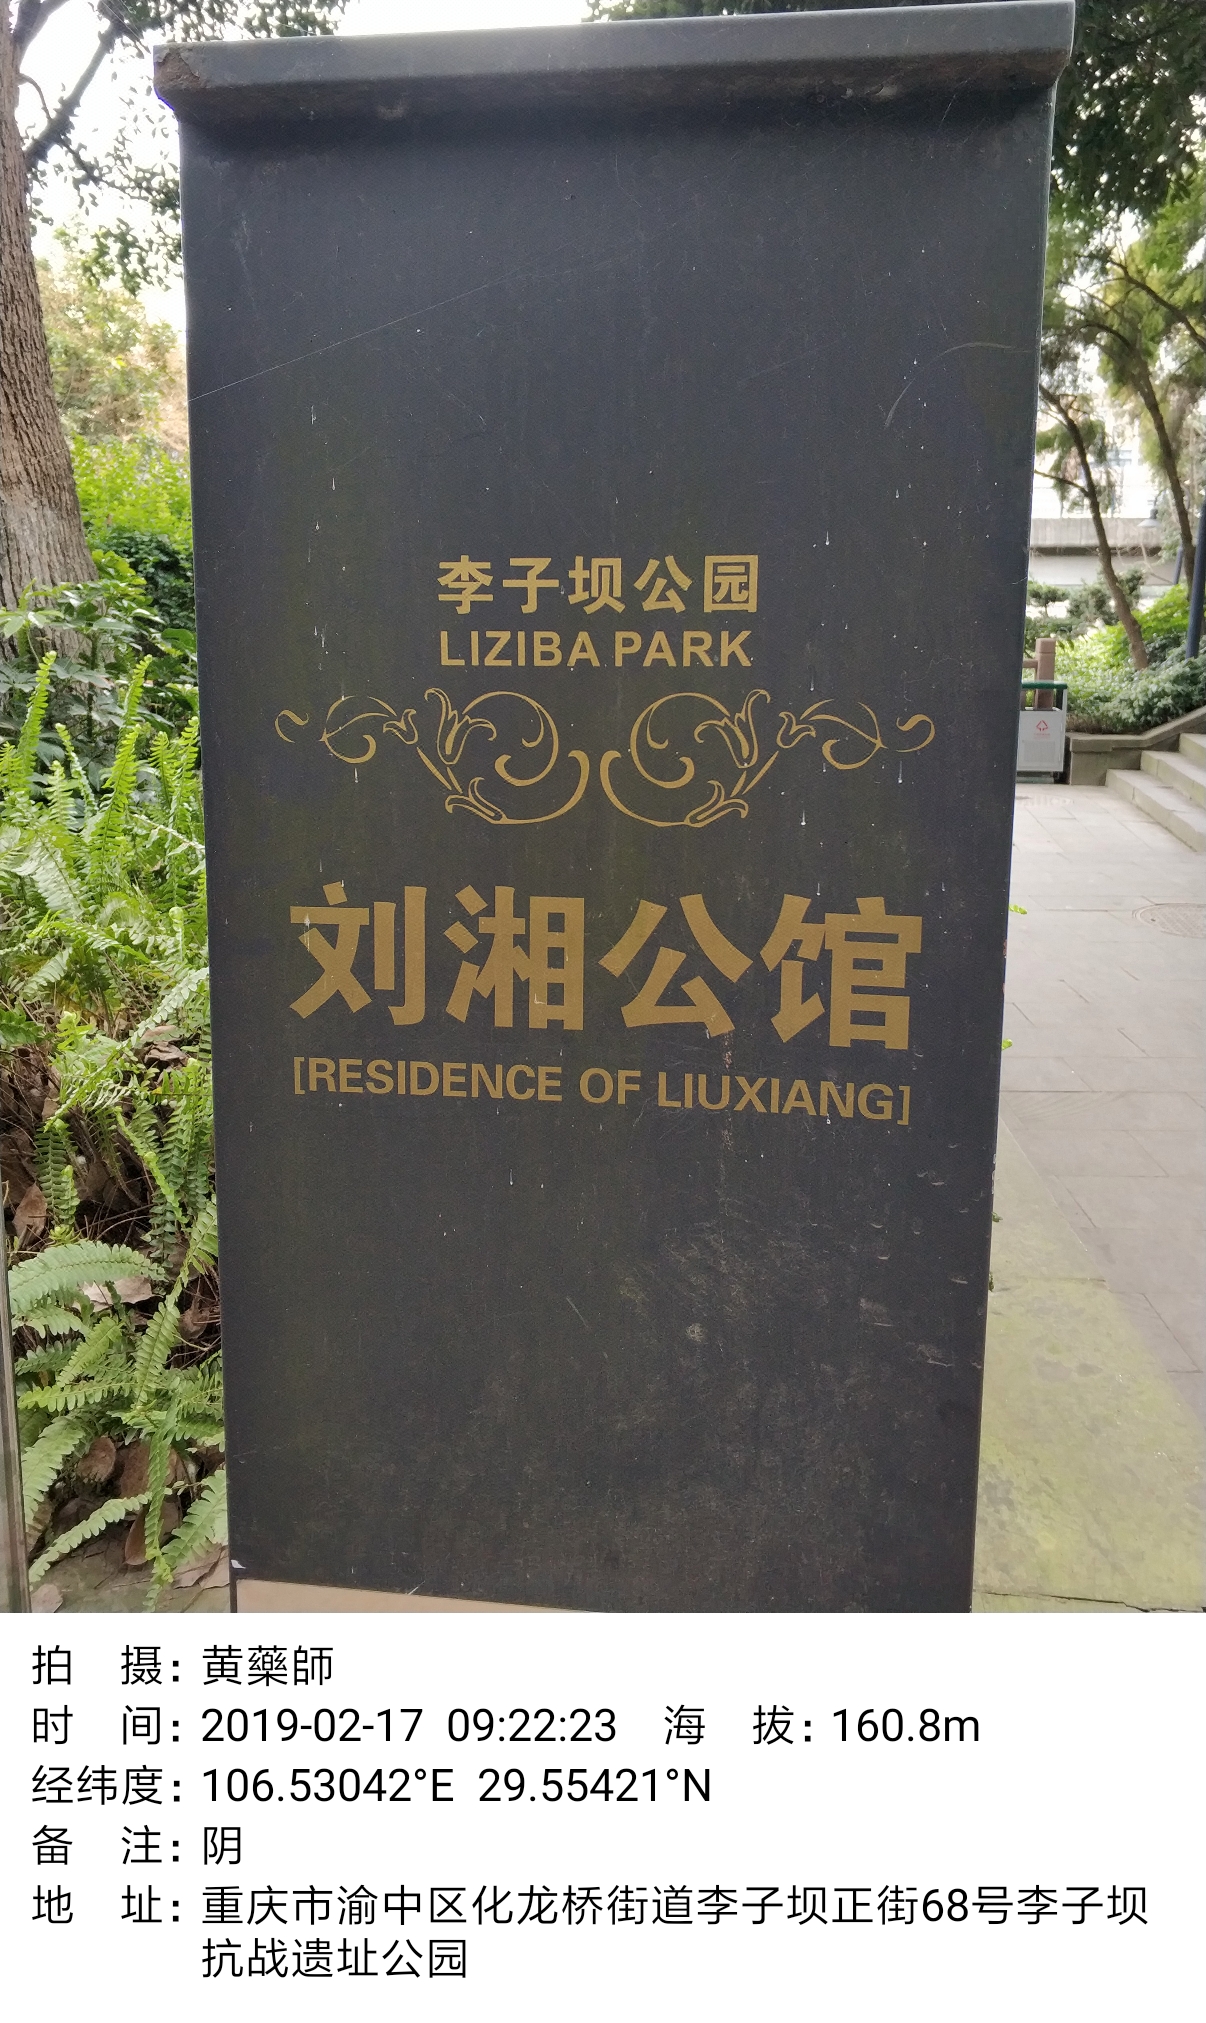 李子坝公园
LIZIBA PARK
刘湘公馆
[RESIDENCE OF LIUXIANG]
拍 摄：黄藥師
时 间：2019-02-17 09:22:23 海 拔：160.8m
经纬度：106.53042°E 29.55421°N
备 注：阴
地 址：重庆市渝中区化龙桥街道李子坝正街68号李子坝
抗战遗址公园